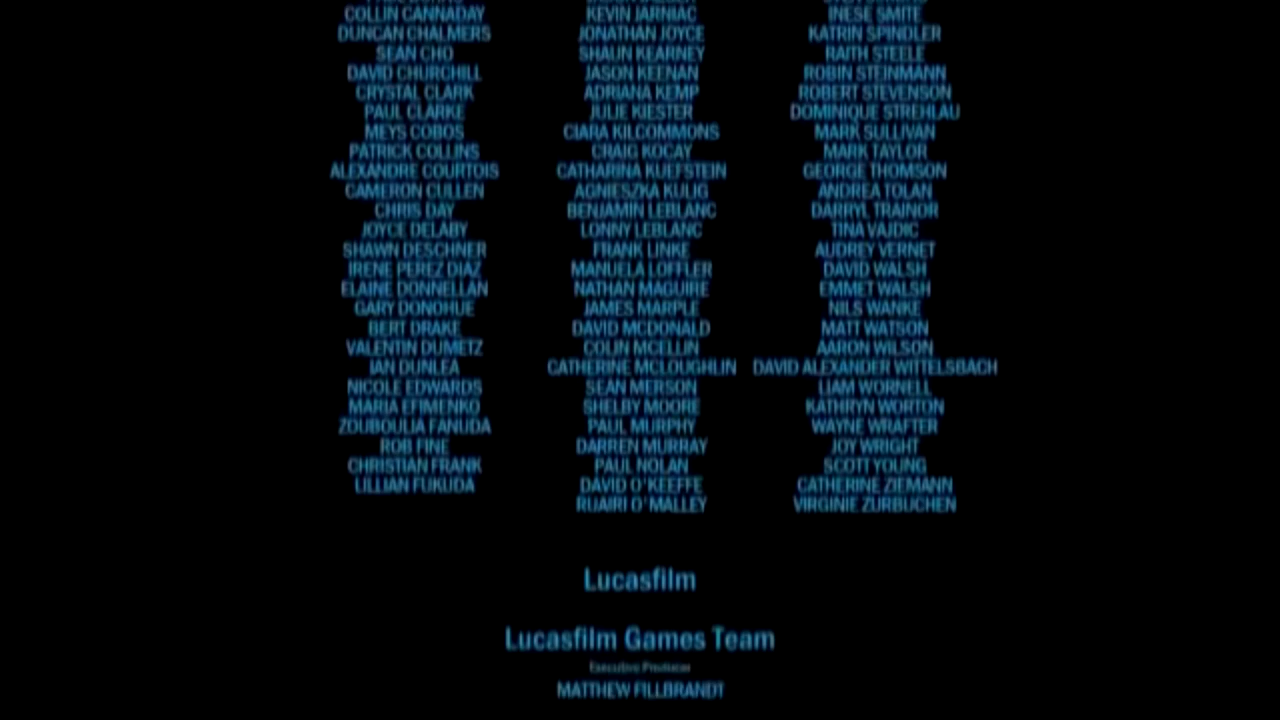 COLLIN CANNADAY
DUNCAN CHALMERS
SEAN CHO
DAVID CHURCHILL
CRYSTAL CLARK
PAUL CLARKE
MEYS COBOS
PATRICK COLLINS
ALEXANDRE COURTOIS
CAMERON CULLEN
CHRIS DAY
JOYCE DELABY
SHAWN DESCHNER
IRENE PEREZ DIAZ
ELAINE DONNELLAN
GARY DONOHUE
BERT DRAKE
VALENTIN DUMETZ
IAN DUNLEA
NICOLE EDWARDS
MARIA EFIMENKO
ZOUBOULIA FANUDA
ROB FINE
CHRISTIAN FRANK
LILLIAN FUKUDA
KEVIN JARNIAC
JONATHAN JOYCE
SHAUN KEARNEY
JASON KEENAN
ADRIANA KEMP
JULIE KIESTER
CIARA KILCOMMONS
CRAIG KOCAY
CATHARINA KUEFSTEIN
AGNIESZKA KULIG
BENJAMIN LEBLANC
LONNY LEBLANC
FRANK LINKE
MANUELA LOFFLER
NATHAN MAGUIRE
JAMES MARPLE
DAVID MCDONALD
COLIN MCELLIN
CATHERINE MCLOUGHLIN
SEAN MERSON
SHELBY MOORE
PAUL MURPHY
DARREN MURRAY
PAUL NOLAN
DAVID O'KEEFFE
RUAIRI O'MALLEY
INESE SMITE
KATRIN SPINDLER
RAITH STEELE
ROBIN STEINMANN
ROBERT STEVENSON
DOMINIQUE STREHLAU
MARK SULLIVAN
MARK TAYLOR
GEORGE THOMSON
ANDREA TOLAN
DARRYL TRAINOR
TINA VAJDIC
AUDREY VERNET
DAVID WALSH
EMMET WALSH
NILS WANKE
MATT WATSON
AARON WILSON
DAVID ALEXANDER WITTELSBACH
LIAM WORNELL
KATHRYN WORTON
WAYNE WRAFTER
JOY WRIGHT
SCOTT YOUNG
CATHERINE ZIEMANN
VIRGINIE ZURBUCHEN
Lucasfilm
Lucasfilm Games Team
Executive Producer
MATTHEW FILLBRANDT